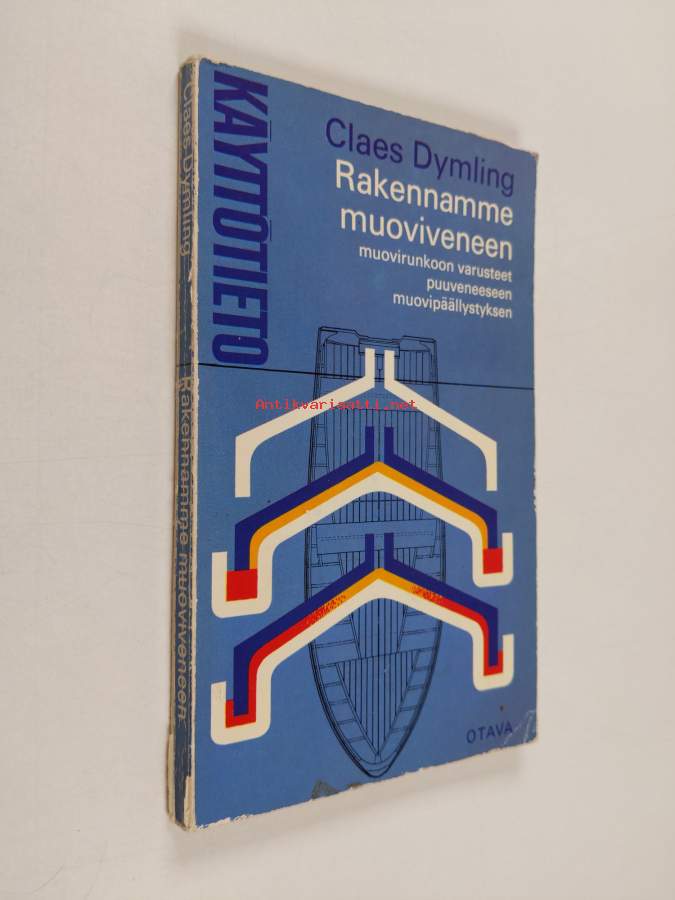 KÄYTTÖTIETO
Claes Dymling
Rakennamme
muoviveneen
muovirunkoon varusteet
puuveneeseen
muovipäällystyksen
Antikvariaatti.net
OTAVA
Claes Dymling
Rakennamme muoviveneen